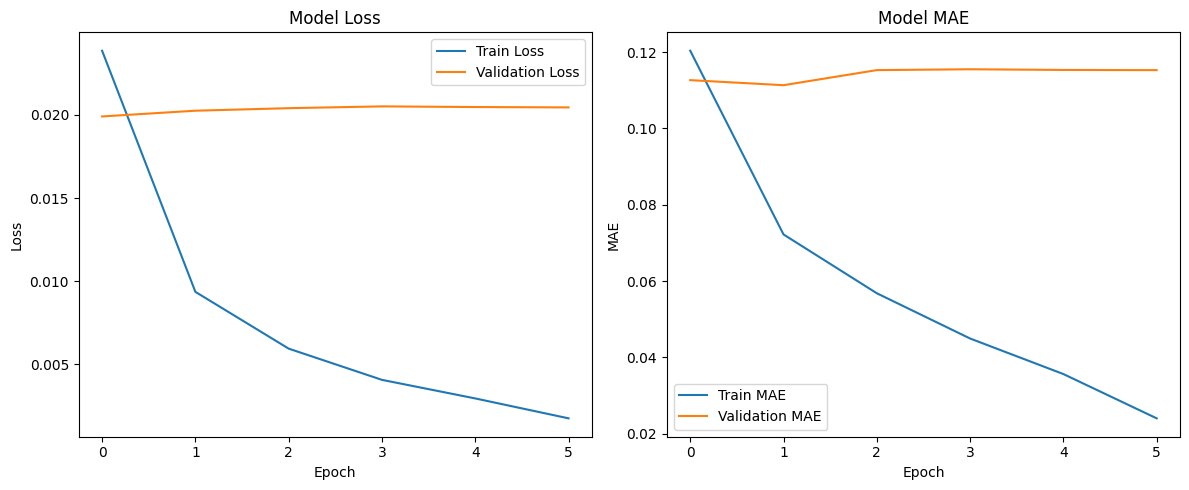 Model Loss
Train Loss
Validation Loss
0.020
0.015
0.010
0.005
Loss
0
1
2
3
4
5
Epoch
Model MAE
0.12
0.10
0.08
0.06
0.04
0.02
MAE
Train MAE
Validation MAE
0
1
2
3
4
5
Epoch